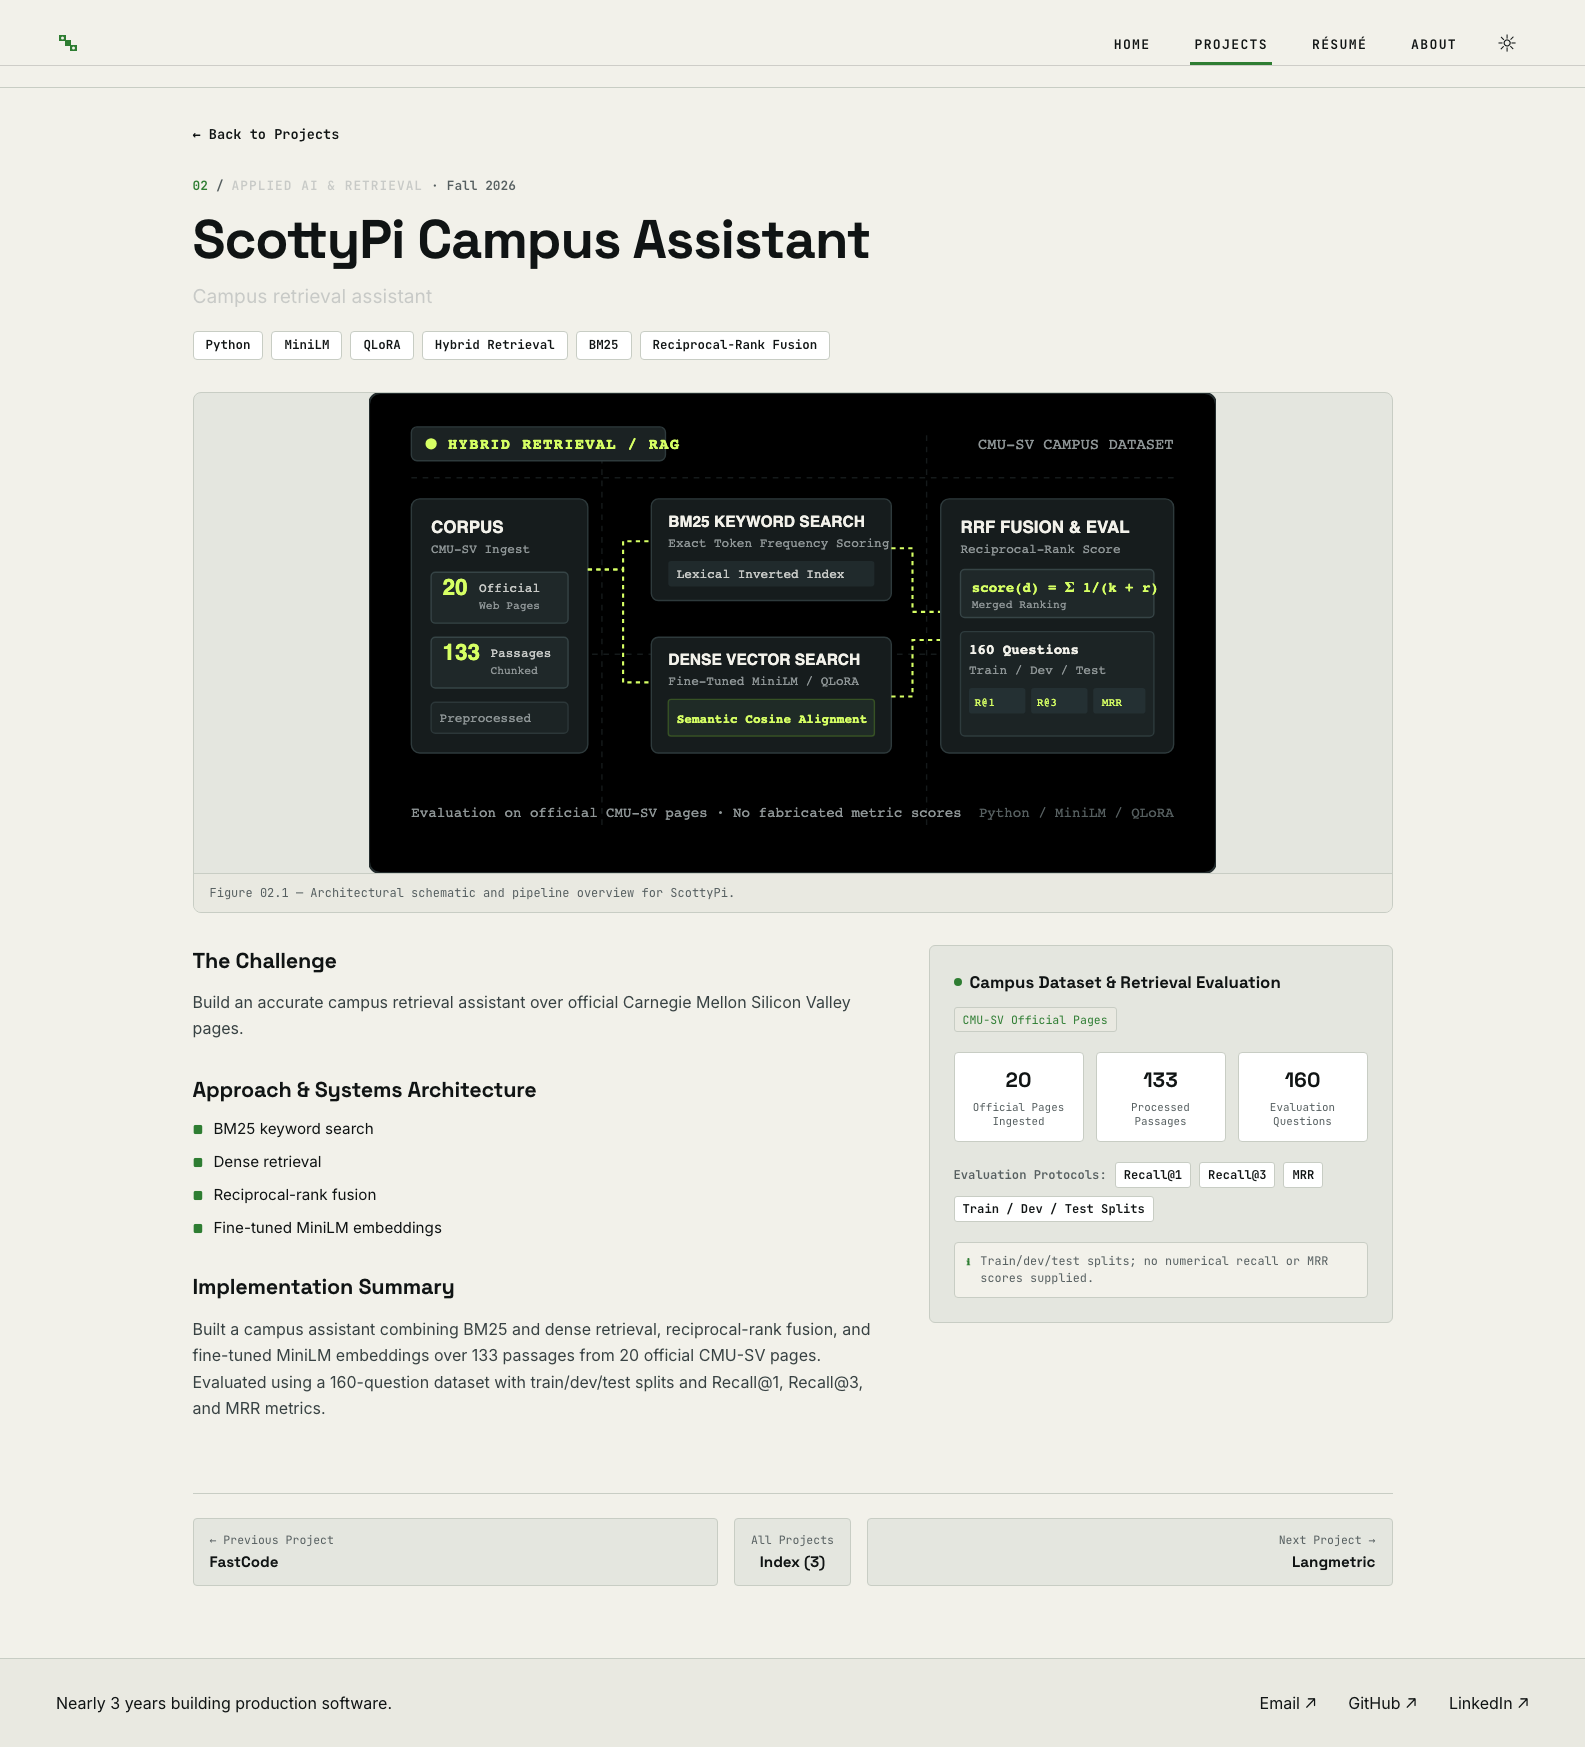 HOME PROJECTS RÉSUMÉ ABOUT
← Back to Projects
02 / APPLIED AI & RETRIEVAL · Fall 2026
ScottyPi Campus Assistant
Campus retrieval assistant
Python MiniLM QLoRA Hybrid Retrieval BM25 Reciprocal-Rank Fusion
HYBRID RETRIEVAL / RAG
CMU-SV CAMPUS DATASET
CORPUS
CMU-SV Ingest
20 Official
Web Pages
133 Passages
Chunked
Preprocessed
BM25 KEYWORD SEARCH
Exact Token Frequency Scoring
Lexical Inverted Index
DENSE VECTOR SEARCH
Fine-Tuned MiniLM / QLoRA
Semantic Cosine Alignment
RRF FUSION & EVAL
Reciprocal-Rank Score
score(d) = Σ 1/(k + r)
Merged Ranking
160 Questions
Train / Dev / Test
R@1 R@3 MRR
Evaluation on official CMU-SV pages · No fabricated metric scores
Python / MiniLM / QLoRA
Figure 02.1 — Architectural schematic and pipeline overview for ScottyPi.
The Challenge
Build an accurate campus retrieval assistant over official Carnegie Mellon Silicon Valley
pages.
Approach & Systems Architecture
BM25 keyword search
Dense retrieval
Reciprocal-rank fusion
Fine-tuned MiniLM embeddings
Implementation Summary
Built a campus assistant combining BM25 and dense retrieval, reciprocal-rank fusion, and
fine-tuned MiniLM embeddings over 133 passages from 20 official CMU-SV pages.
Evaluated using a 160-question dataset with train/dev/test splits and Recall@1, Recall@3,
and MRR metrics.
Campus Dataset & Retrieval Evaluation
CMU-SV Official Pages
20
Official Pages
Ingested
133
Processed
Passages
160
Evaluation
Questions
Evaluation Protocols: Recall@1 Recall@3 MRR
Train / Dev / Test Splits
ℹ Train/dev/test splits; no numerical recall or MRR
scores supplied.
← Previous Project
FastCode
All Projects
Index (3)
Next Project →
Langmetric
Nearly 3 years building production software.
Email ↗ GitHub ↗ LinkedIn ↗